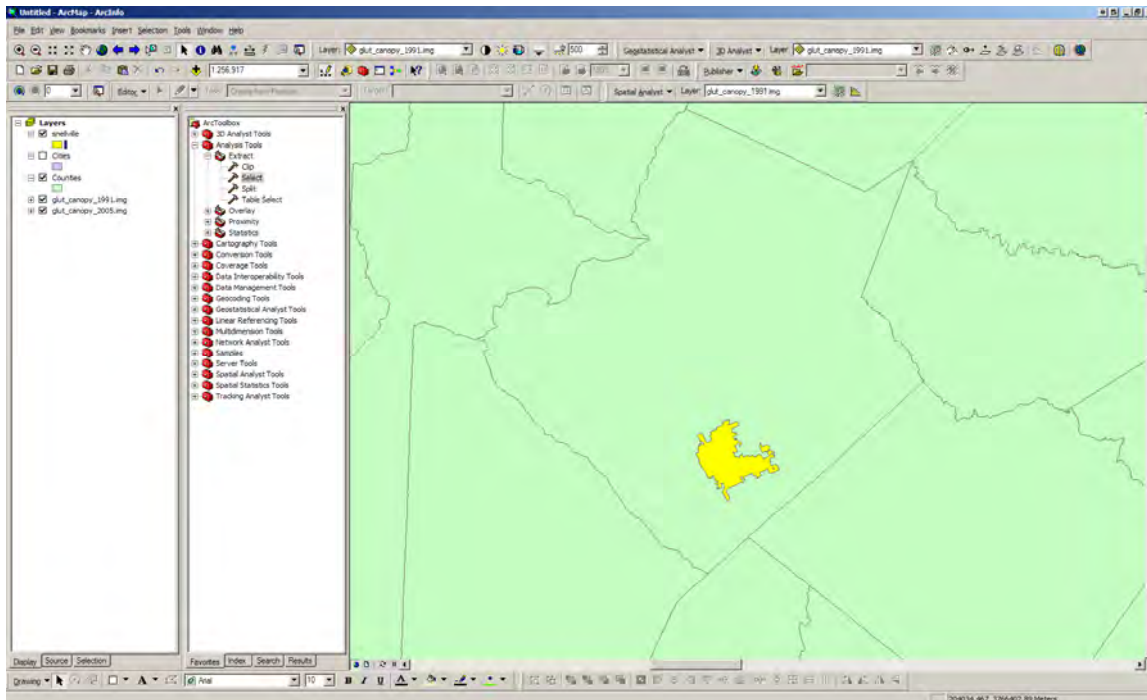 Untitled - ArcMap - ArcInfo
File Edit View Bookmarks Insert Selection Tools Window Help
Layer: glut_canopy_1991.img 500 Geostatistical Analyst 3D Analyst Layer: glut_canopy_1991.img
1:256,917 Publisher
0 Editor Spatial Analyst Layer: glut_canopy_1991.img
Layers
snellville
Cities
Counties
glut_canopy_1991.img
glut_canopy_2005.img
Display Source Selection
ArcToolbox
3D Analyst Tools
Analysis Tools
Extract
Clip
Select
Split
Table Select
Overlay
Proximity
Statistics
Cartography Tools
Conversion Tools
Coverage Tools
Data Interoperability Tools
Data Management Tools
Geocoding Tools
Geostatistical Analyst Tools
Linear Referencing Tools
Multidimension Tools
Network Analyst Tools
Samples
Server Tools
Spatial Analyst Tools
Spatial Statistics Tools
Tracking Analyst Tools
Favorites Index Search Results
Drawing A Arial 10 B I U A